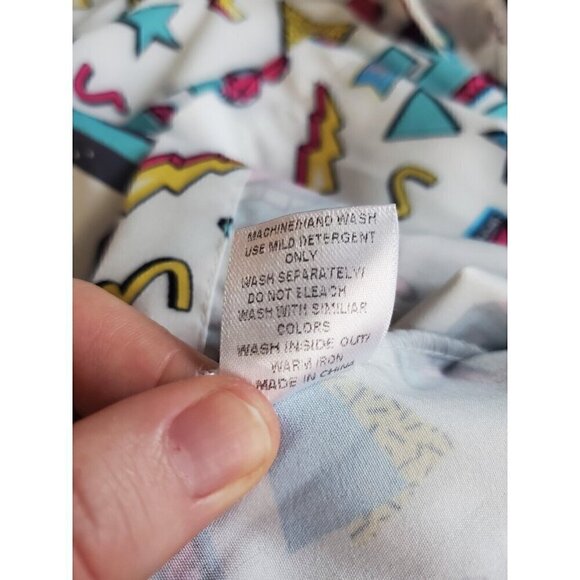 MACHINE/HAND WASH
USE MILD DETERGENT
ONLY
WASH SEPARATELY/
DO NOT BLEACH
WASH WITH SIMILIAR
COLORS
WASH INSIDE OUT/
WARM IRON
MADE IN CHINA